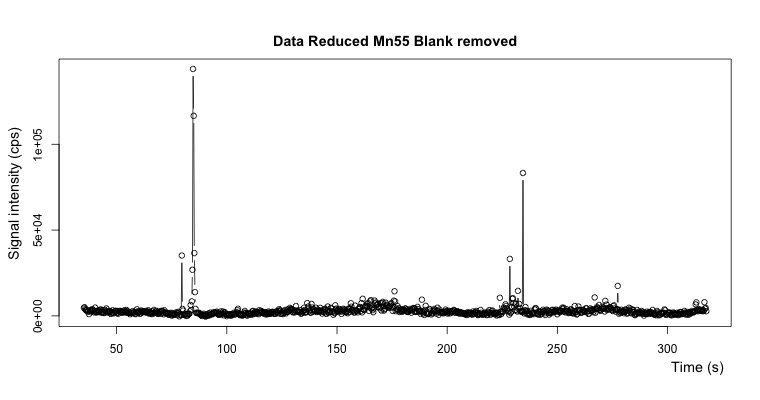 Data Reduced Mn55 Blank removed
Signal intensity (cps)
1e+05
5e+04
0e+00
50 100 150 200 250 300
Time (s)